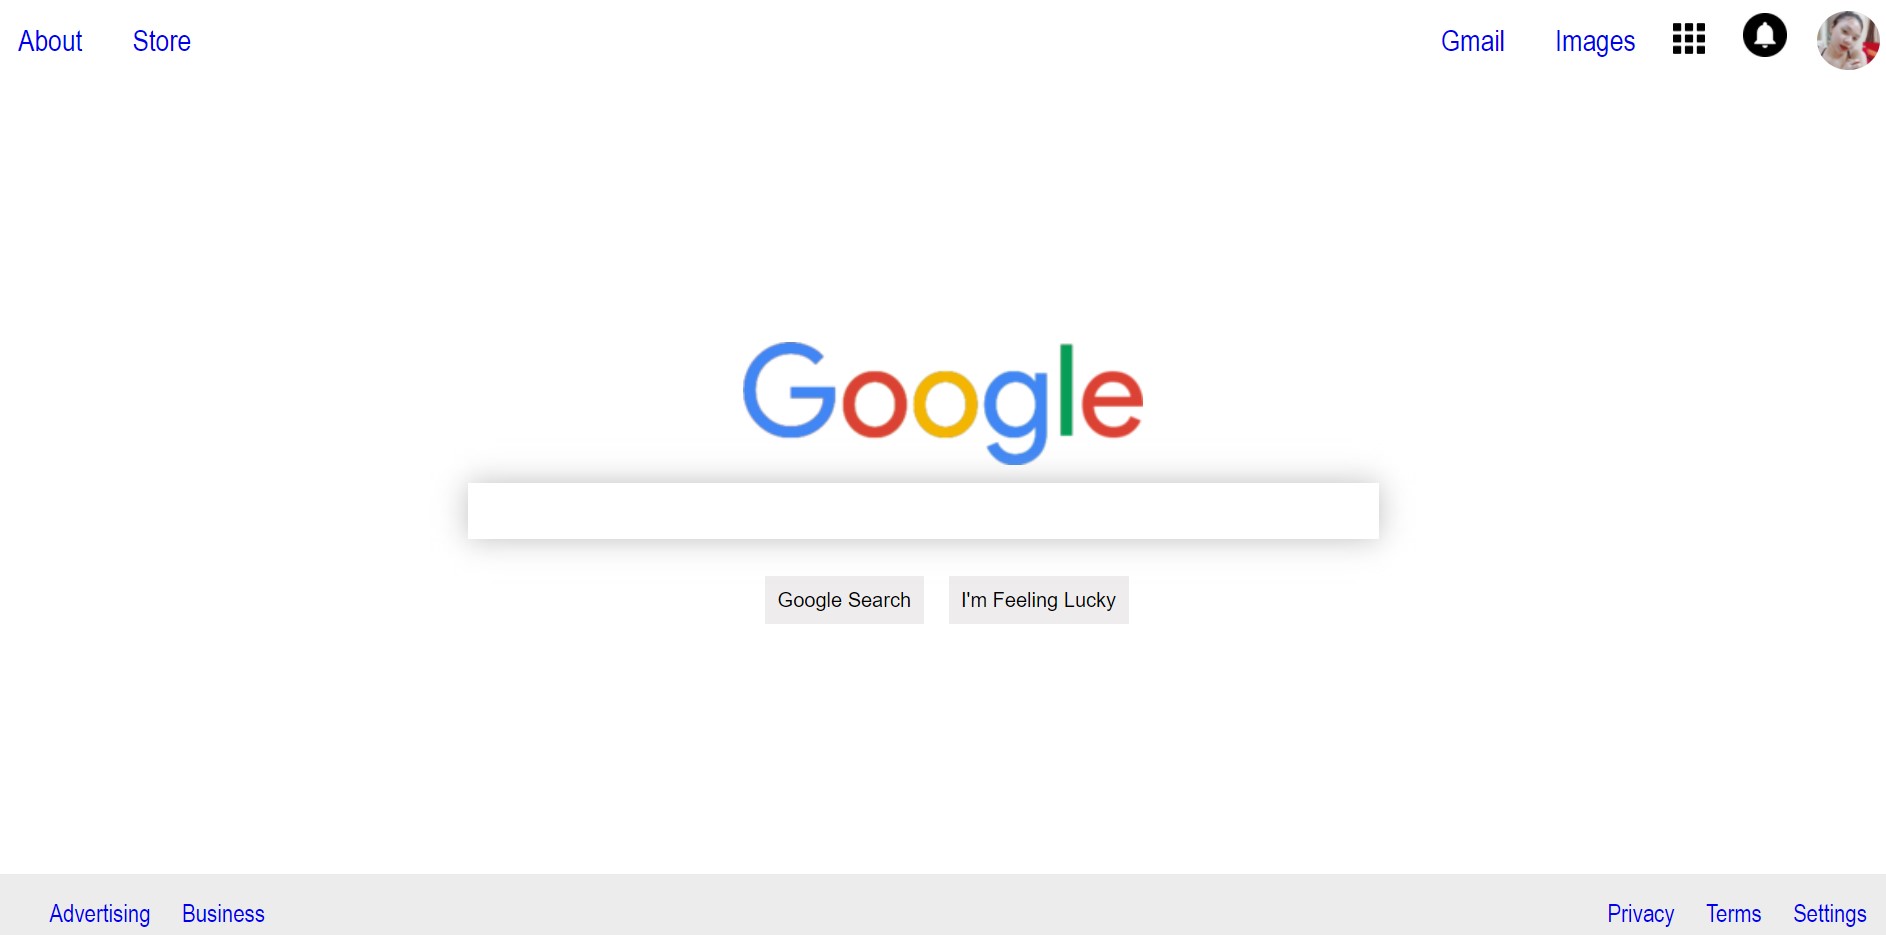 About Store Gmail Images
Google
Google Search I'm Feeling Lucky
Advertising Business Privacy Terms Settings